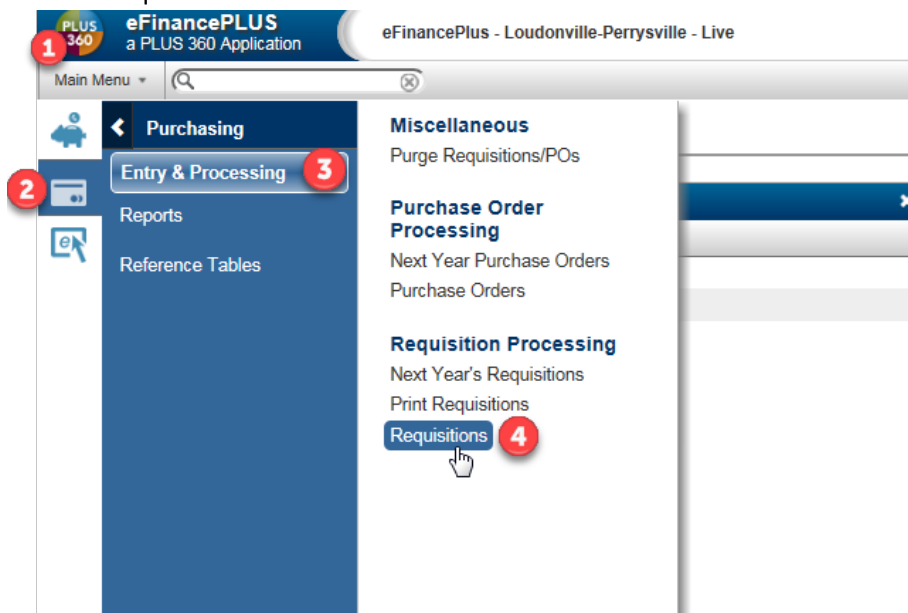 PLUS
360
1
eFinancePLUS
a PLUS 360 Application
eFinancePlus - Loudonville-Perrysville - Live
Main Menu
Purchasing
2
Entry & Processing
3
Reports
Reference Tables
e
Miscellaneous
Purge Requisitions/POs
Purchase Order
Processing
Next Year Purchase Orders
Purchase Orders
Requisition Processing
Next Year's Requisitions
Print Requisitions
Requisitions
4